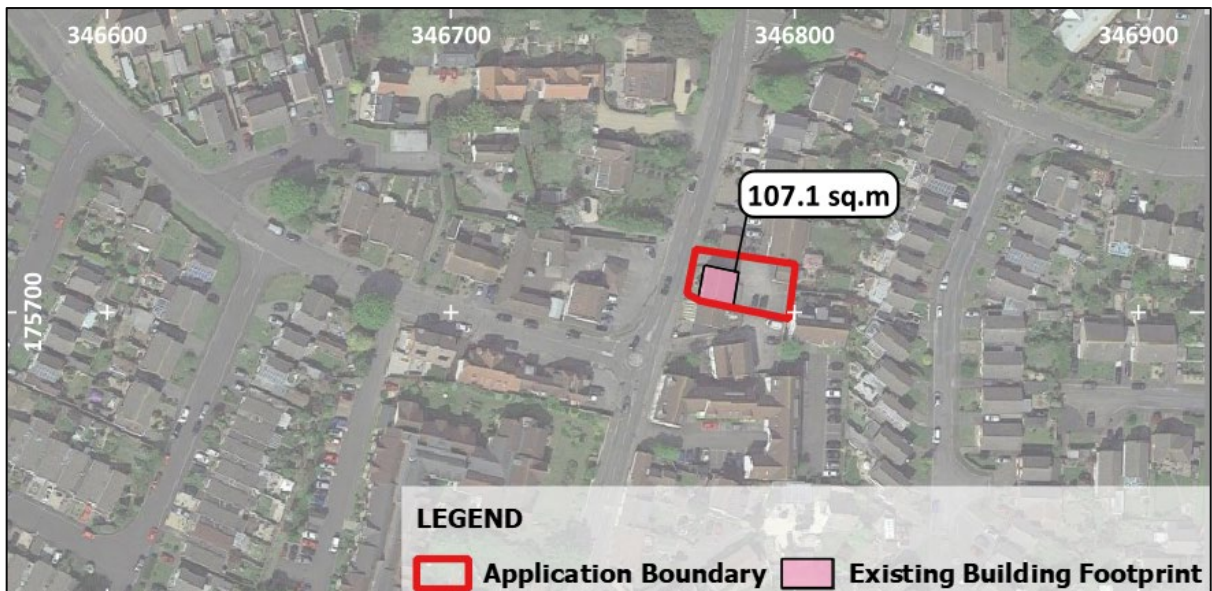 346600 346700 346800 346900
107.1 sq.m
175700
LEGEND
Application Boundary Existing Building Footprint